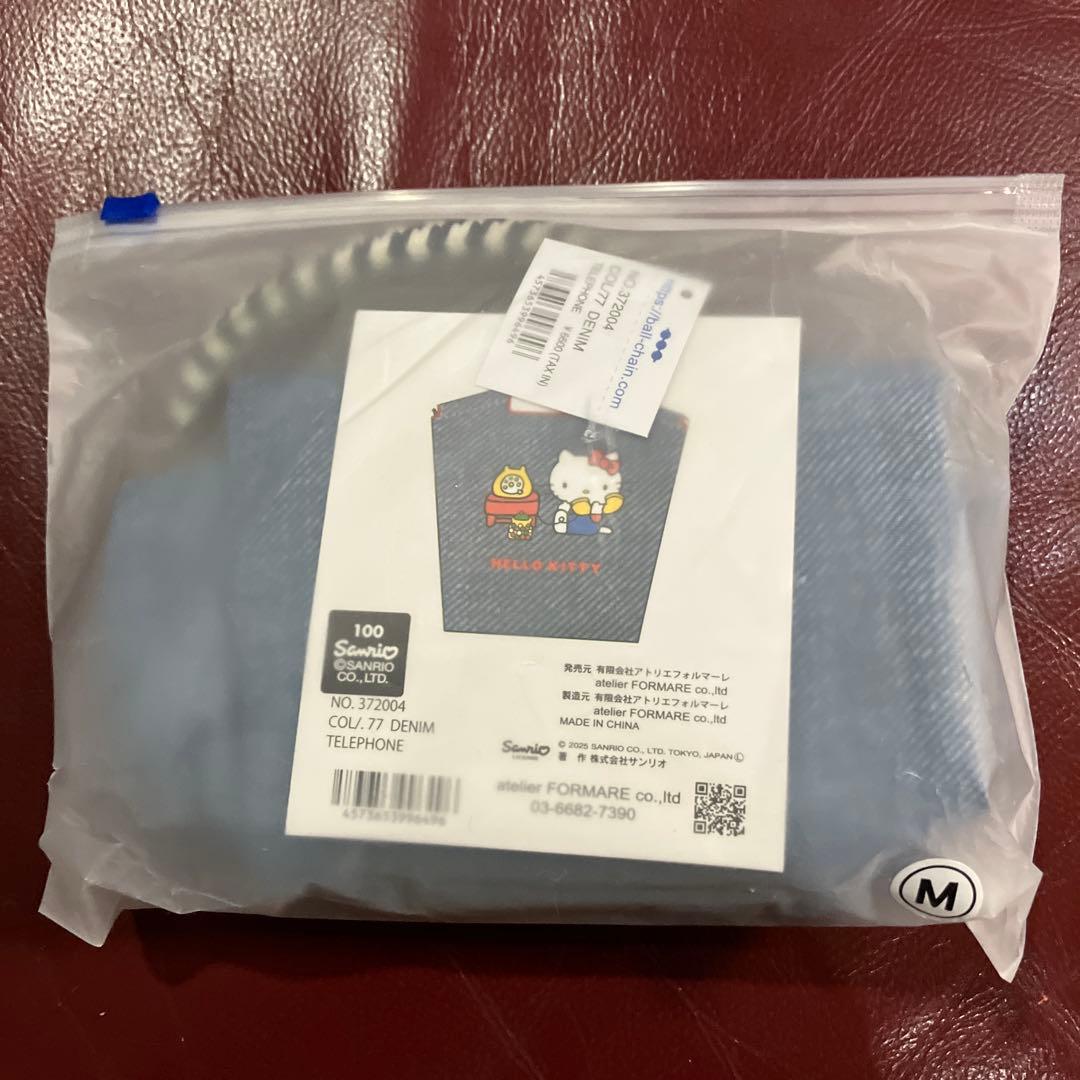 https://ball-chain.com
NO.372004
COL/.77 DENIM
TELEPHONE ¥6600(TAX IN)
4573653996496
HELLO KITTY
100
Sanrio
©SANRIO
CO., LTD.
NO. 372004
COL/. 77 DENIM
TELEPHONE
4573653996496
発売元 有限会社アトリエフォルマーレ
atelier FORMARE co.,ltd
製造元 有限会社アトリエフォルマーレ
atelier FORMARE co.,ltd
MADE IN CHINA
Sanrio
© 2025 SANRIO CO., LTD. TOKYO, JAPAN Ⓛ
著 作 株式会社サンリオ
atelier FORMARE co.,ltd
03-6682-7390
M